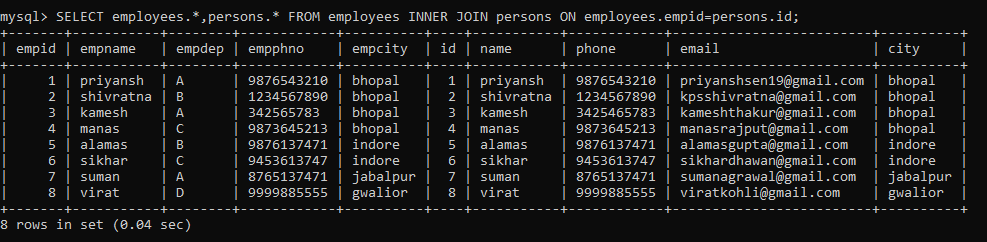 mysql> SELECT employees.*,persons.* FROM employees INNER JOIN persons ON employees.empid=persons.id;
+-------+-----------+--------+------------+----------+----+-----------+------------+-------------------------+----------+
| empid | empname   | empdep | empphno    | empcity  | id | name      | phone      | email                   | city     |
+-------+-----------+--------+------------+----------+----+-----------+------------+-------------------------+----------+
|     1 | priyansh  | A      | 9876543210 | bhopal   |  1 | priyansh  | 9876543210 | priyanshsen19@gmail.com | bhopal   |
|     2 | shivratna | B      | 1234567890 | bhopal   |  2 | shivratna | 1234567890 | kpsshivratna@gmail.com  | bhopal   |
|     3 | kamesh    | A      | 342565783  | bhopal   |  3 | kamesh    | 3425465783 | kameshthakur@gmail.com  | bhopal   |
|     4 | manas     | C      | 9873645213 | bhopal   |  4 | manas     | 9873645213 | manasrajput@gmail.com   | bhopal   |
|     5 | alamas    | B      | 9876137471 | indore   |  5 | alamas    | 9876137471 | alamasgupta@gmail.com   | indore   |
|     6 | sikhar    | C      | 9453613747 | indore   |  6 | sikhar    | 9453613747 | sikhardhawan@gmail.com  | indore   |
|     7 | suman     | A      | 8765137471 | jabalpur |  7 | suman     | 8765137471 | sumanagrawal@gmail.com  | jabalpur |
|     8 | virat     | D      | 9999885555 | gwalior  |  8 | virat     | 9999885555 | viratkohli@gmail.com    | gwalior  |
+-------+-----------+--------+------------+----------+----+-----------+------------+-------------------------+----------+
8 rows in set (0.04 sec)